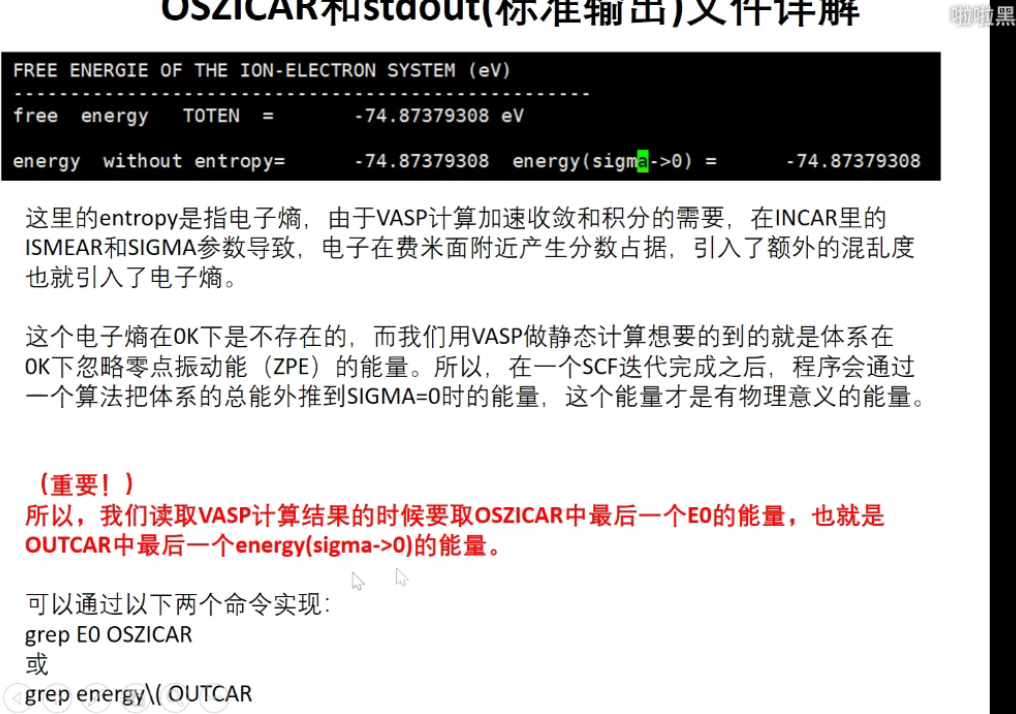 OSZICAR和stdout(标准输出)文件详解
啦啦黑
FREE ENERGIE OF THE ION-ELECTRON SYSTEM (eV)
---------------------------------------------------
free energy TOTEN = -74.87379308 eV
energy without entropy= -74.87379308 energy(sigma->0) = -74.87379308
这里的entropy是指电子熵，由于VASP计算加速收敛和积分的需要，在INCAR里的
ISMEAR和SIGMA参数导致，电子在费米面附近产生分数占据，引入了额外的混乱度
也就引入了电子熵。
这个电子熵在0K下是不存在的，而我们用VASP做静态计算想要的到的就是体系在
0K下忽略零点振动能（ZPE）的能量。所以，在一个SCF迭代完成之后，程序会通过
一个算法把体系的总能外推到SIGMA=0时的能量，这个能量才是有物理意义的能量。
（重要！）
所以，我们读取VASP计算结果的时候要取OSZICAR中最后一个E0的能量，也就是
OUTCAR中最后一个energy(sigma->0)的能量。
可以通过以下两个命令实现：
grep E0 OSZICAR
或
grep energy\( OUTCAR